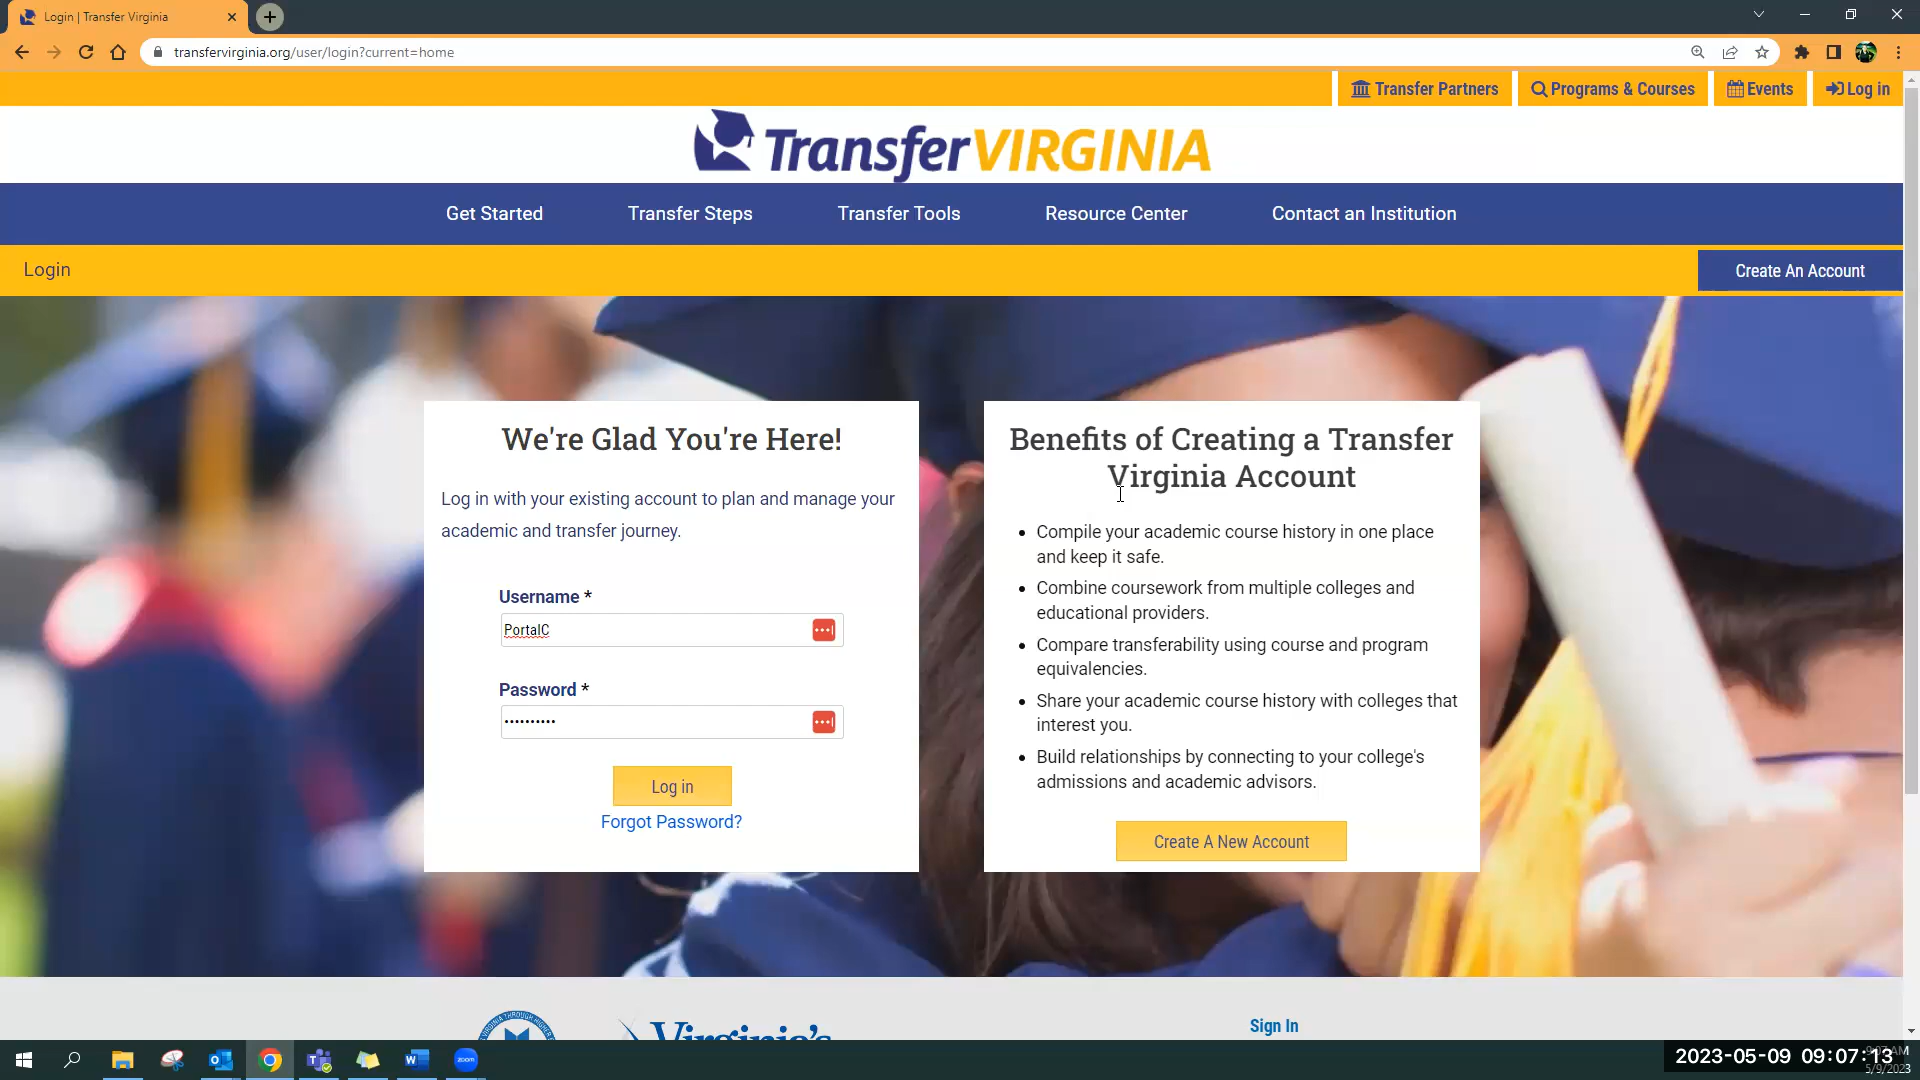 Login | Transfer Virginia
transfervirginia.org/user/login?current=home
Transfer Partners
Programs & Courses
Events
Log in
TransferVIRGINIA
Get Started
Transfer Steps
Transfer Tools
Resource Center
Contact an Institution
Login
Create An Account
We're Glad You're Here!
Log in with your existing account to plan and manage your
academic and transfer journey.
Username *
PortalC
Password *
••••••••••
Log in
Forgot Password?
Benefits of Creating a Transfer
Virginia Account
• Compile your academic course history in one place
and keep it safe.
• Combine coursework from multiple colleges and
educational providers.
• Compare transferability using course and program
equivalencies.
• Share your academic course history with colleges that
interest you.
• Build relationships by connecting to your college's
admissions and academic advisors.
Create A New Account
Virginia's
Sign In
zoom
2023-05-09 09:07:13